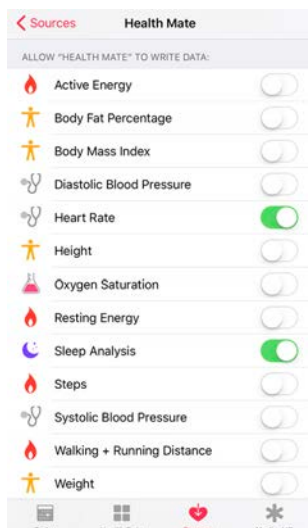 Sources
Health Mate
ALLOW "HEALTH MATE" TO WRITE DATA:
Active Energy
Body Fat Percentage
Body Mass Index
Diastolic Blood Pressure
Heart Rate
Height
Oxygen Saturation
Resting Energy
Sleep Analysis
Steps
Systolic Blood Pressure
Walking + Running Distance
Weight